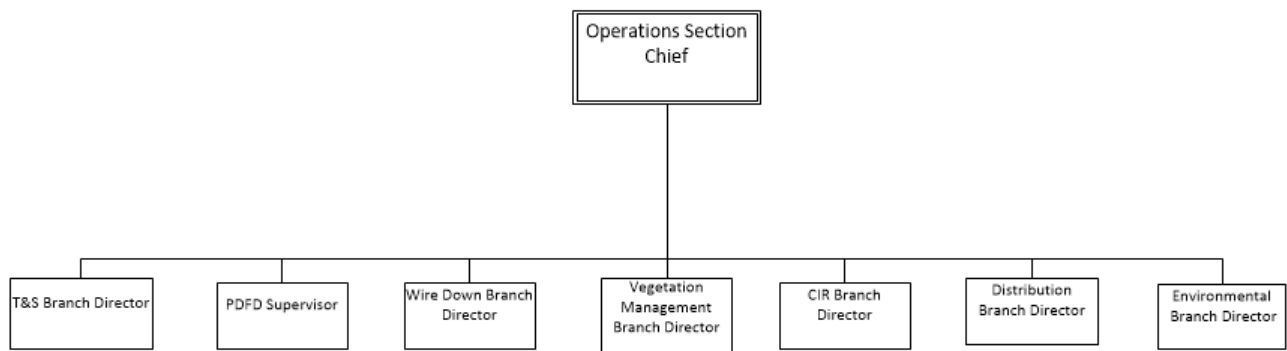 Operations Section
Chief
T&S Branch Director
PDFD Supervisor
Wire Down Branch
Director
Vegetation
Management
Branch Director
CIR Branch
Director
Distribution
Branch Director
Environmental
Branch Director